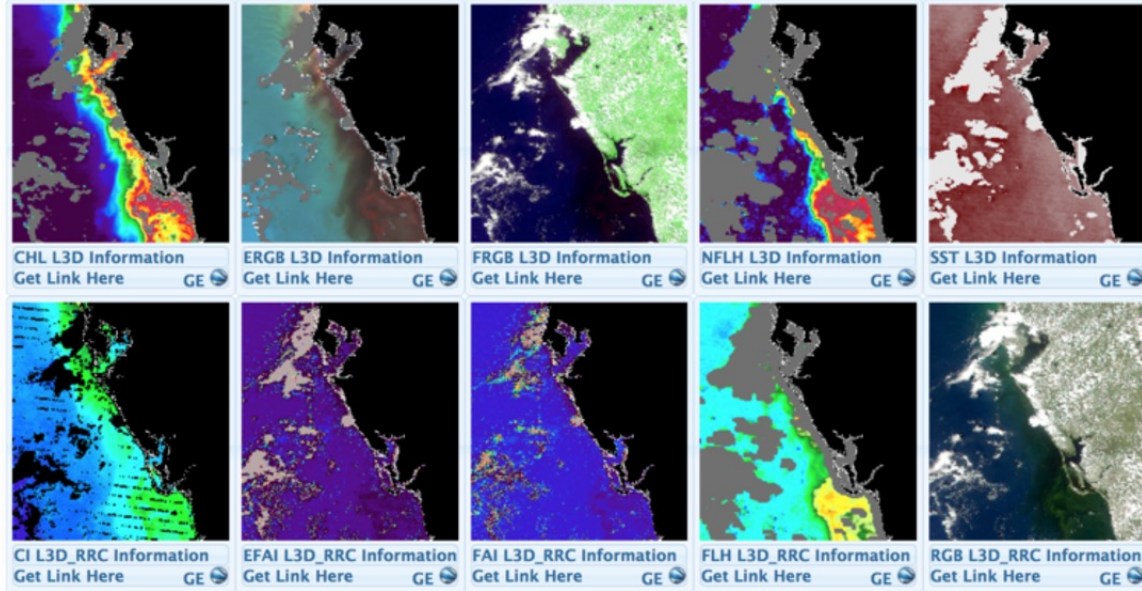 CHL L3D Information
Get Link Here GE
ERGB L3D Information
Get Link Here GE
FRGB L3D Information
Get Link Here GE
NFLH L3D Information
Get Link Here GE
SST L3D Information
Get Link Here GE
CI L3D_RRC Information
Get Link Here GE
EFAI L3D_RRC Information
Get Link Here GE
FAI L3D_RRC Information
Get Link Here GE
FLH L3D_RRC Information
Get Link Here GE
RGB L3D_RRC Information
Get Link Here GE